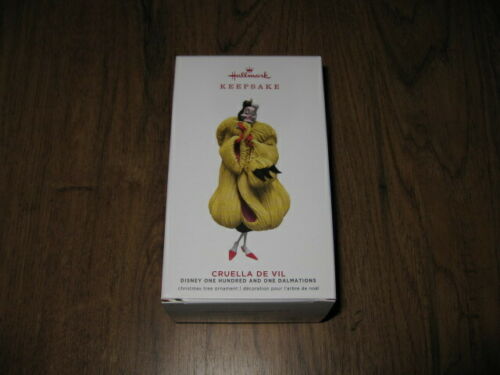 Hallmark
KEEPSAKE
CRUELLA DE VIL
DISNEY ONE HUNDRED AND ONE DALMATIONS
christmas tree ornament | décoration pour l'arbre de noël